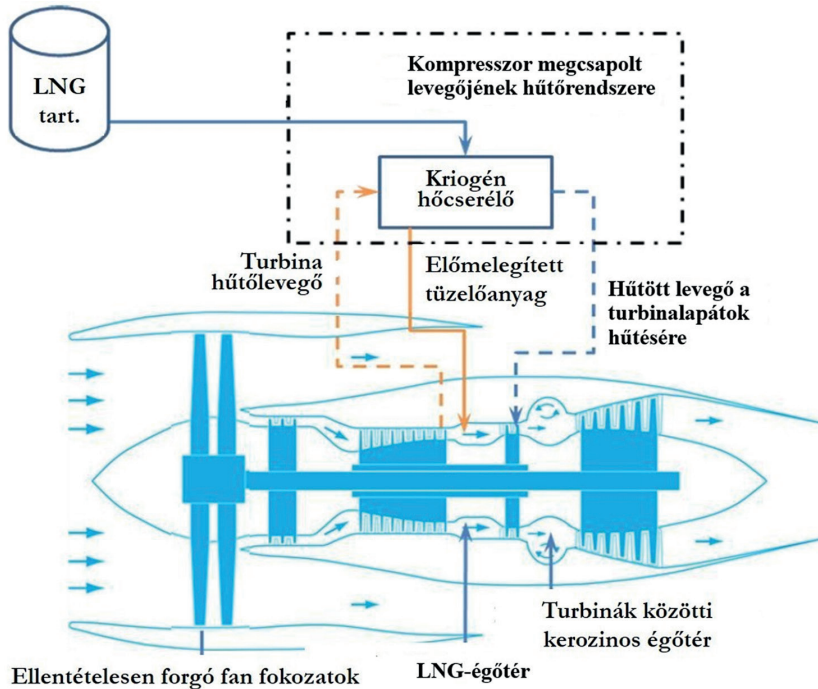 LNG
tart.
Kompresszor megcsapolt
levegőjének hűtőrendszere
Kriogén
hőcserélő
Turbina
hűtőlevegő
Előmelegített
tüzelőanyag
Hűtött levegő a
turbinalapátok
hűtésére
Turbinák közötti
kerozinos égőtér
LNG-égőtér
Ellentételesen forgó fan fokozatok